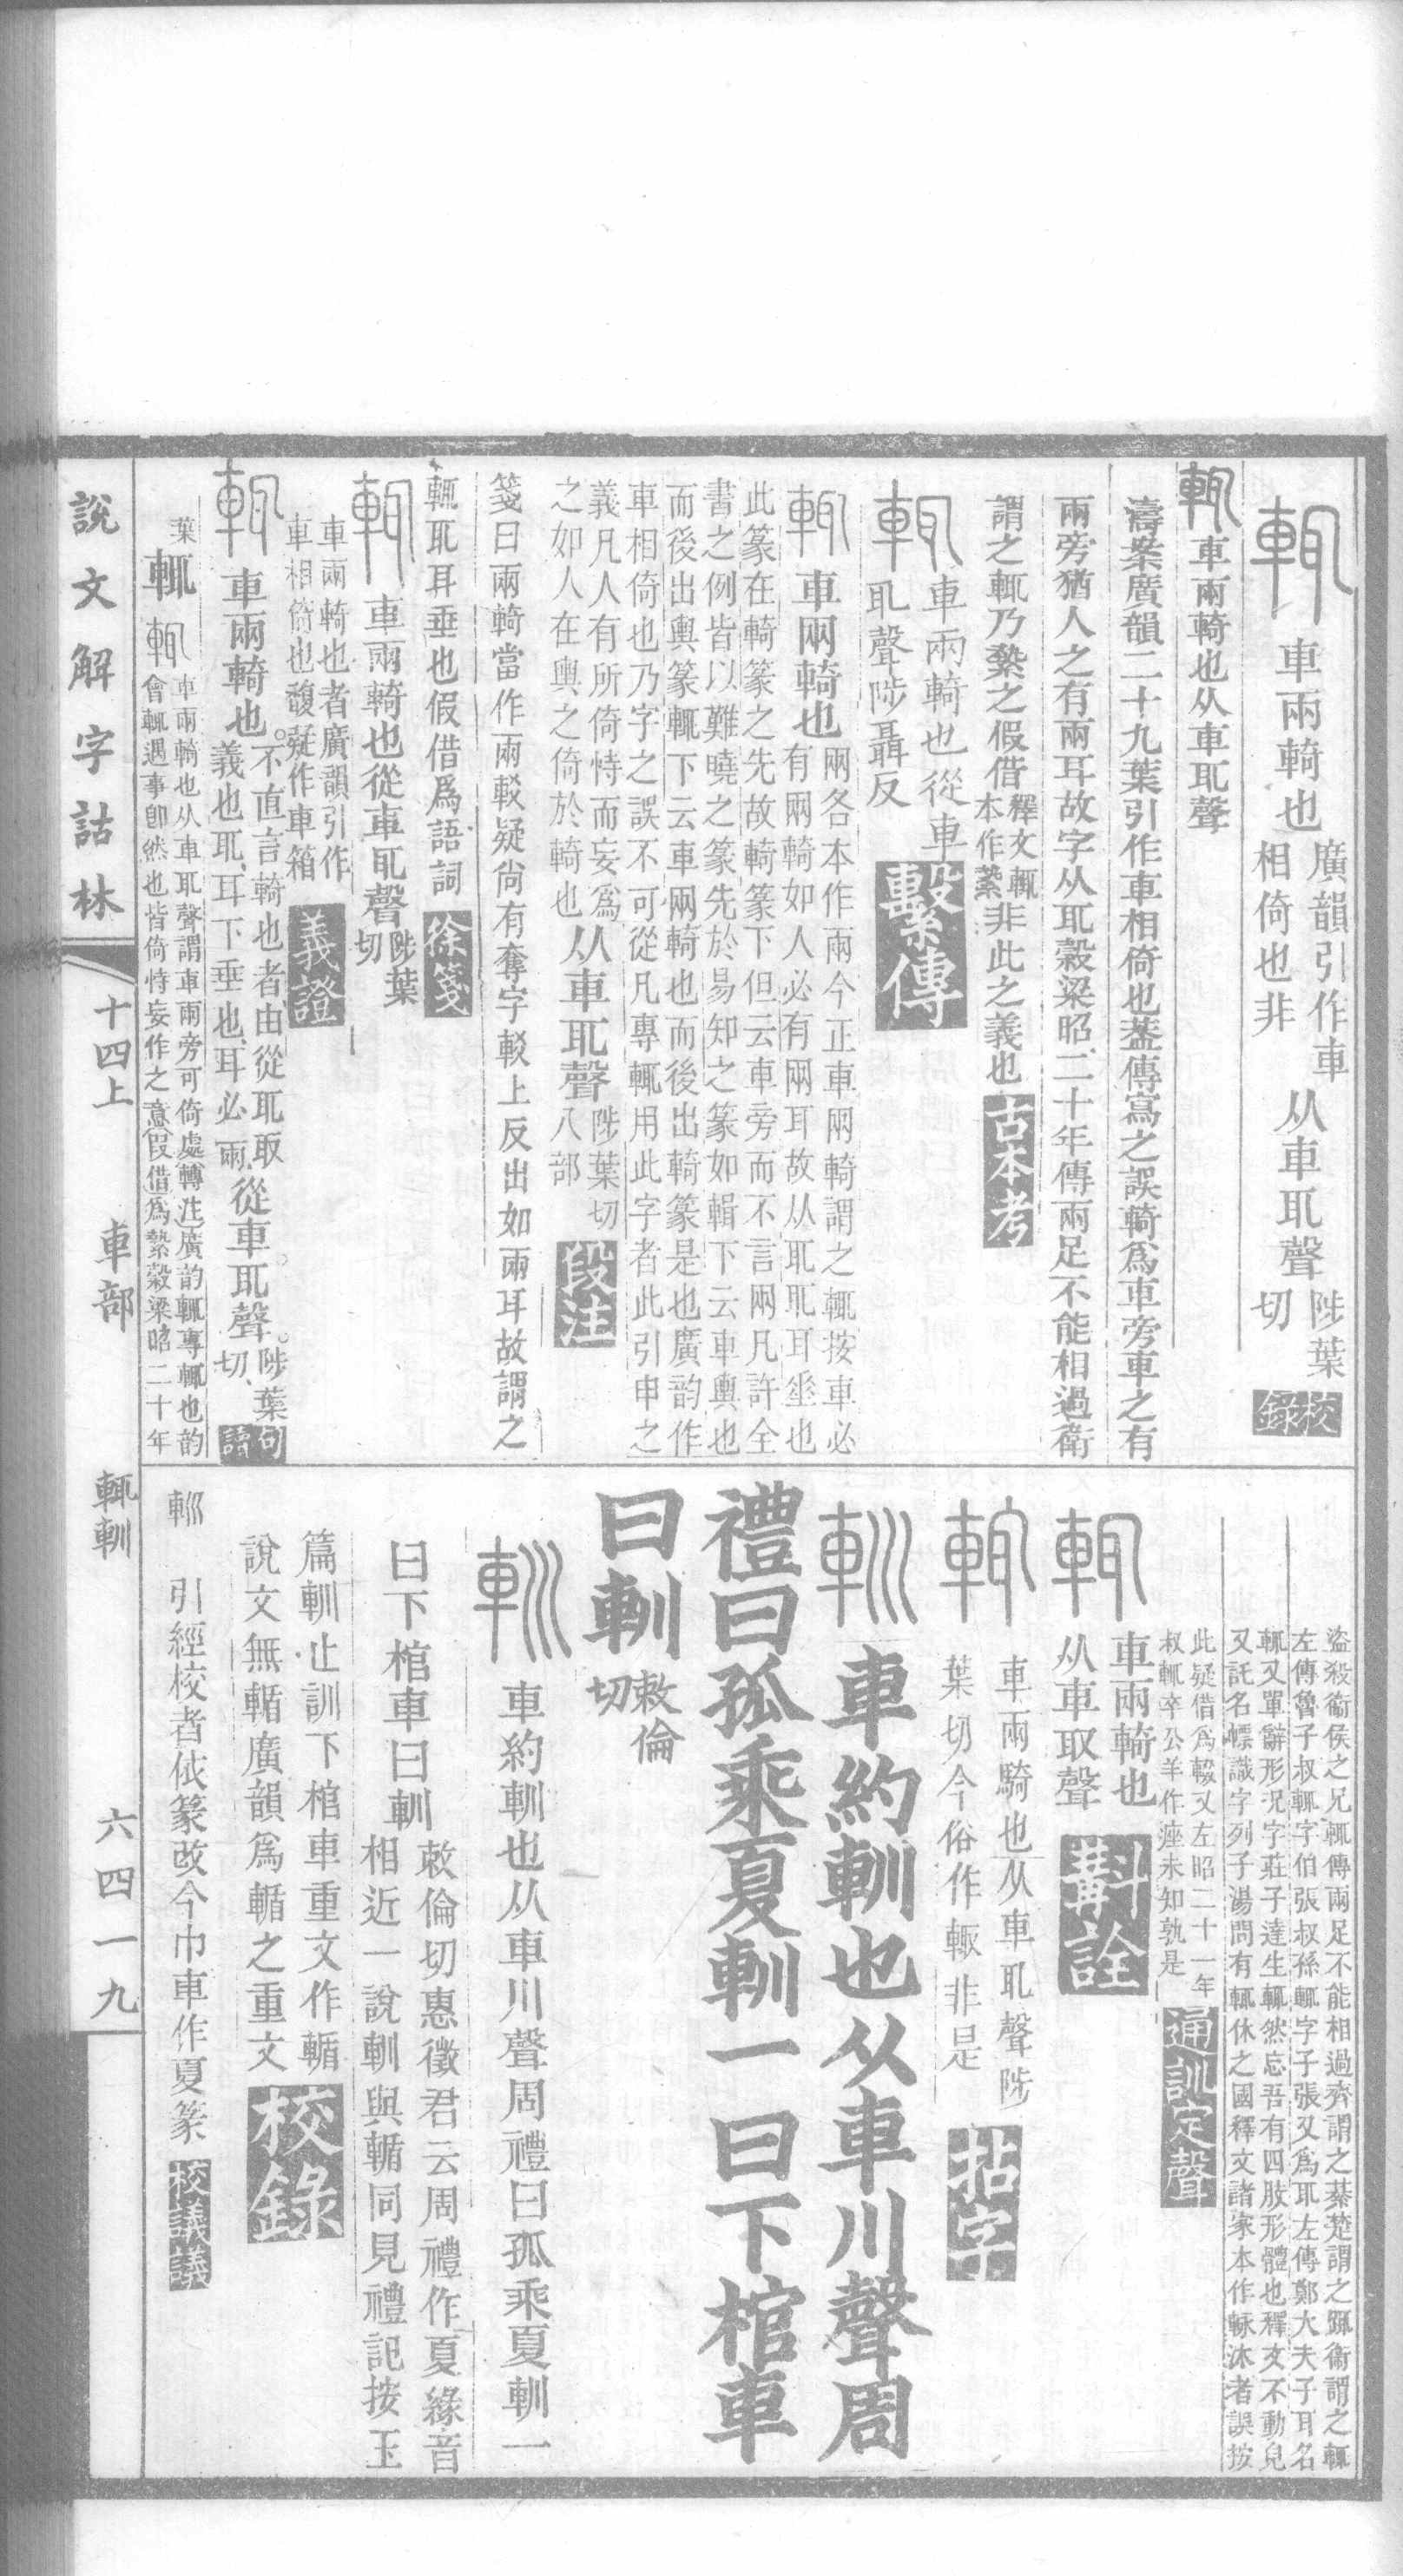 車兩輢也廣韻引作車
相倚也非从車耴聲陟葉
切校錄
車兩輢也从車耴聲
濤案廣韻二十九葉引作車相倚也葢傳寫之誤輢爲車旁車之有
兩旁猶人之有兩耳故字从耴穀梁昭二十年傳兩足不能相過衛
謂之輒乃縶之假借釋文輒
本作縶非此之義也古本考
車兩輢也從車
耴聲陟聶反繫傳
車兩輢也兩各本作㒳今正車兩輢謂之輒按車必
有兩輢如人必有兩耳故从耴耴耳垂也
此篆在輢篆之先故輢篆下但云車旁而不言兩凡許全
書之例皆以難曉之篆先於易知之篆如輯下云車輿也
而後出輿篆輒下云車兩輢也而後出輢篆是也廣韵作
車相倚也乃字之誤不可從凡專輒用此字者此引申之
義凡人有所倚恃而妄爲
之如人在輿之倚於輢也从車耴聲陟葉切
八部段注
箋曰兩輢當作兩較疑尙有奪字較上反出如兩耳故謂之
輒耴耳垂也假借爲語詞徐箋
車兩輢也從車耴聲陟葉
切
車兩輢也者廣韻引作
車相倚也馥疑作車箱義證
車兩輢也。不直言輢也者由從耴取
義也耴、耳下垂也、耳必兩、從車耴聲。陟葉
切、句讀
葉輒車兩輢也从車耴聲謂車兩旁可倚處轉注廣韵輒專輒也韵
會輒遇事卽然也皆倚恃妄作之意假借爲縶穀梁昭二十年
盜殺衞侯之兄輒傳兩足不能相過齊謂之綦楚謂之踂衞謂之輒
左傳魯子叔輒字伯張叔孫輒字子張又爲耴左傳鄭大夫子耳名
輒又單辭形況字莊子達生輒然忘吾有四肢形體也釋文不動皃
又託名幖識字列子湯問有輒休之國釋文諸家本作輒沐者誤按
此疑借爲輟又左昭二十一年
叔輒卒公羊作痤未知孰是通訓定聲
車兩輢也
从車取聲斠詮
車兩騎也从車耴聲陟
葉切今俗作輙非是拈字
車約軓也从車川聲周
禮曰孤乘夏軓一曰下棺車
曰軓敕倫
切
車約軓也从車川聲周禮曰孤乘夏軓一
曰下棺車曰軓敕倫切惠徵君云周禮作夏緣音
相近一說軓與輴同見禮記按玉
篇軓止訓下棺車重文作輴
說文無輴廣韻爲輴之重文校錄
引經校者依篆改今巾車作夏篆校議議
說文解字詁林
十四上
車部
輒軓
六四一九